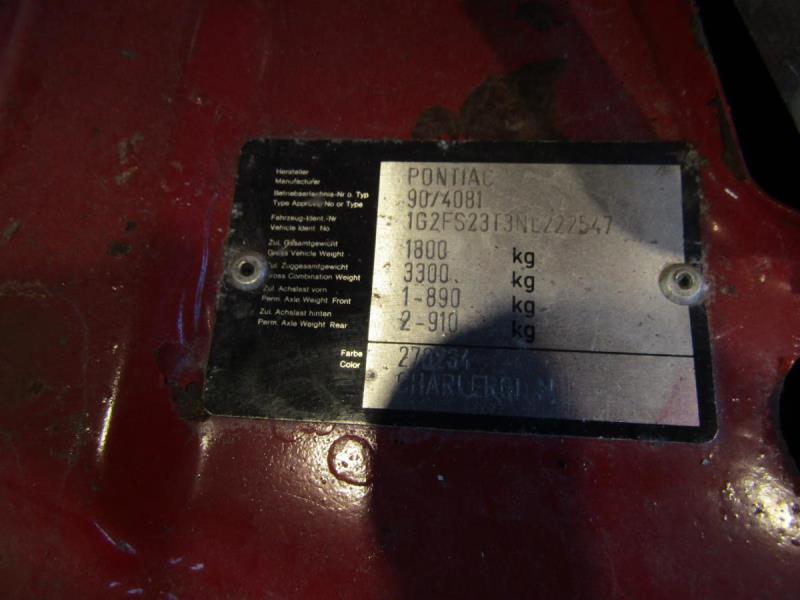 Hersteller
Manufacturer
PONTIAC
Betriebserlaubnis-Nr o. Typ
Type Approval No or Type
90/4081
Fahrzeug-Ident.-Nr
Vehicle Ident. No
1G2FS23T3NL222547
Zul. Gesamtgewicht
Gross Vehicle Weight
1800 kg
Zul. Zuggesamtgewicht
Gross Combination Weight
3300 kg
Zul. Achslast vorn
Perm. Axle Weight Front
1-890 kg
Zul. Achslast hinten
Perm. Axle Weight Rear
2-910 kg
Farbe
Color
270234